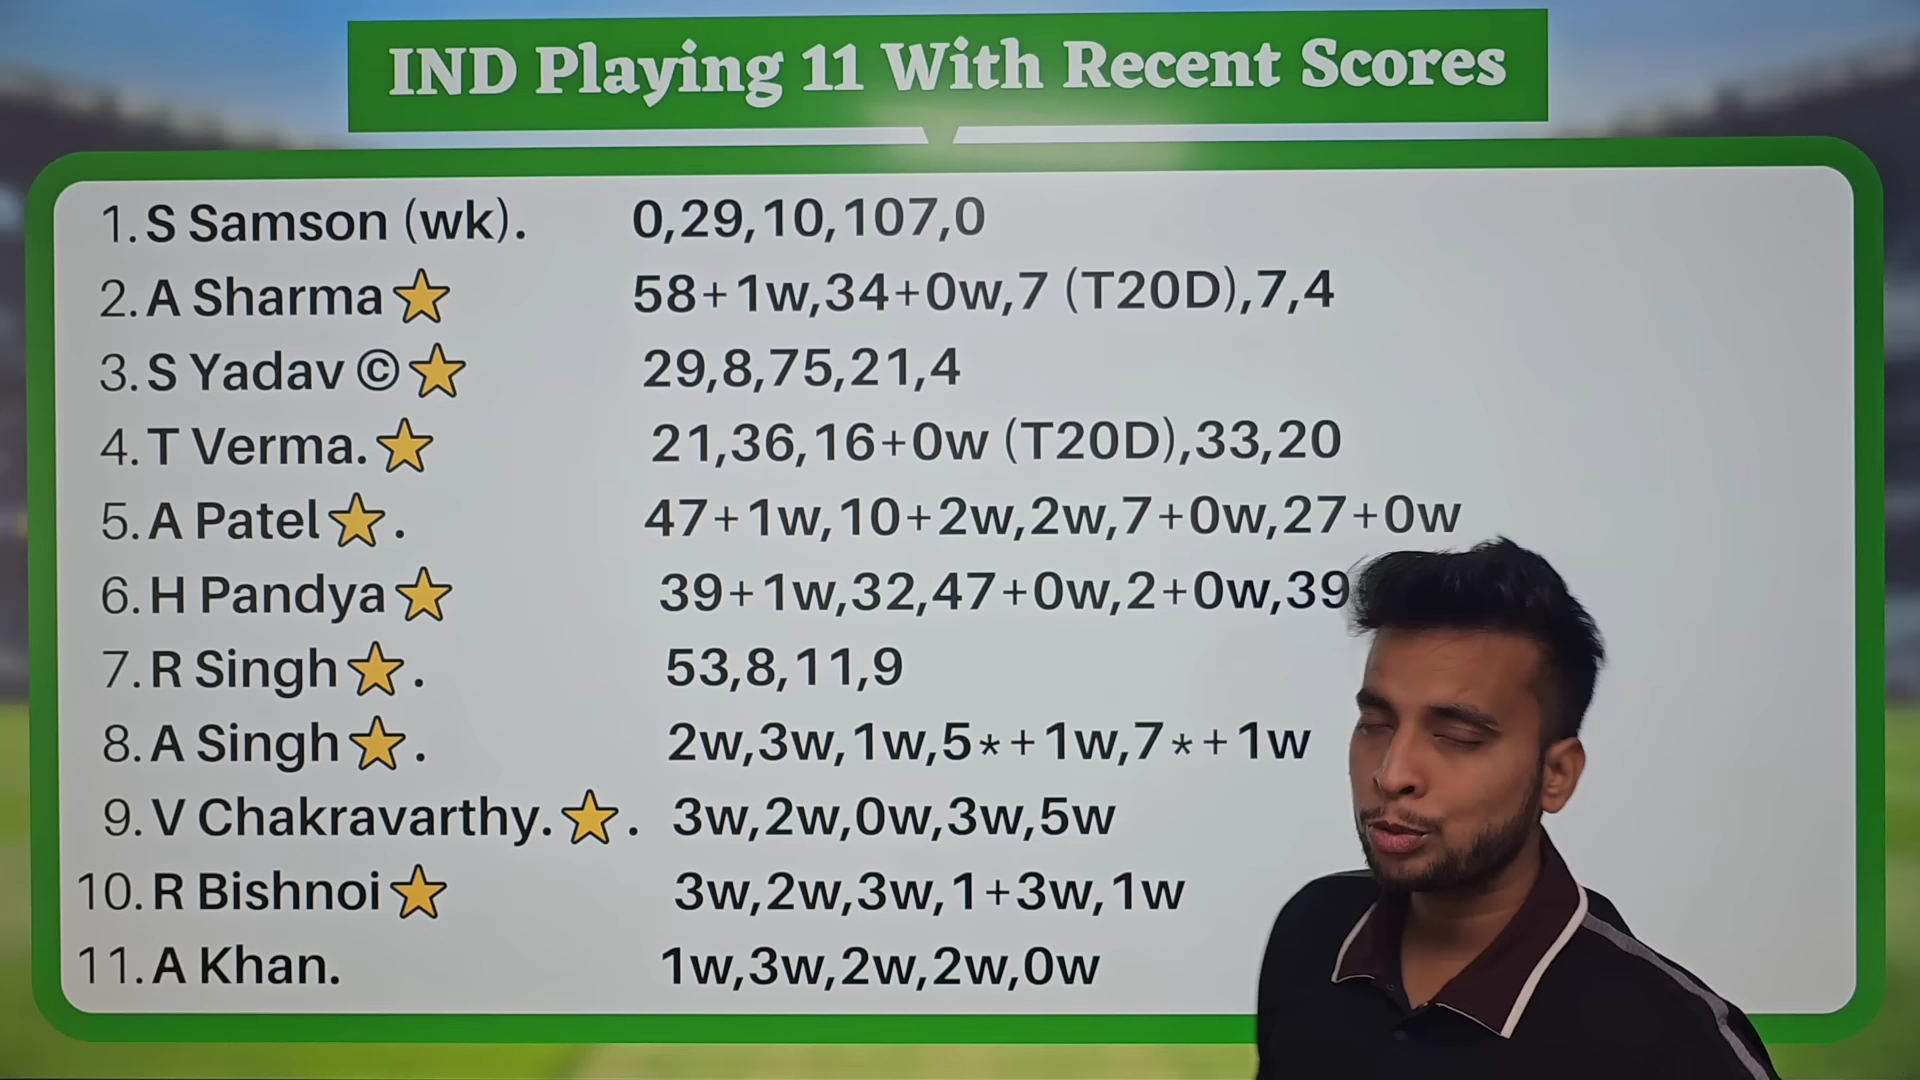 IND Playing 11 With Recent Scores
1. S Samson (wk). 0,29,10,107,0
2. A Sharma ⭐ 58+1w,34+0w,7 (T20D),7,4
3. S Yadav © ⭐ 29,8,75,21,4
4. T Verma. ⭐ 21,36,16+0w (T20D),33,20
5. A Patel ⭐. 47+1w,10+2w,2w,7+0w,27+0w
6. H Pandya ⭐ 39+1w,32,47+0w,2+0w,39
7. R Singh ⭐. 53,8,11,9
8. A Singh ⭐. 2w,3w,1w,5*+1w,7*+1w
9. V Chakravarthy. ⭐. 3w,2w,0w,3w,5w
10. R Bishnoi ⭐ 3w,2w,3w,1+3w,1w
11. A Khan. 1w,3w,2w,2w,0w